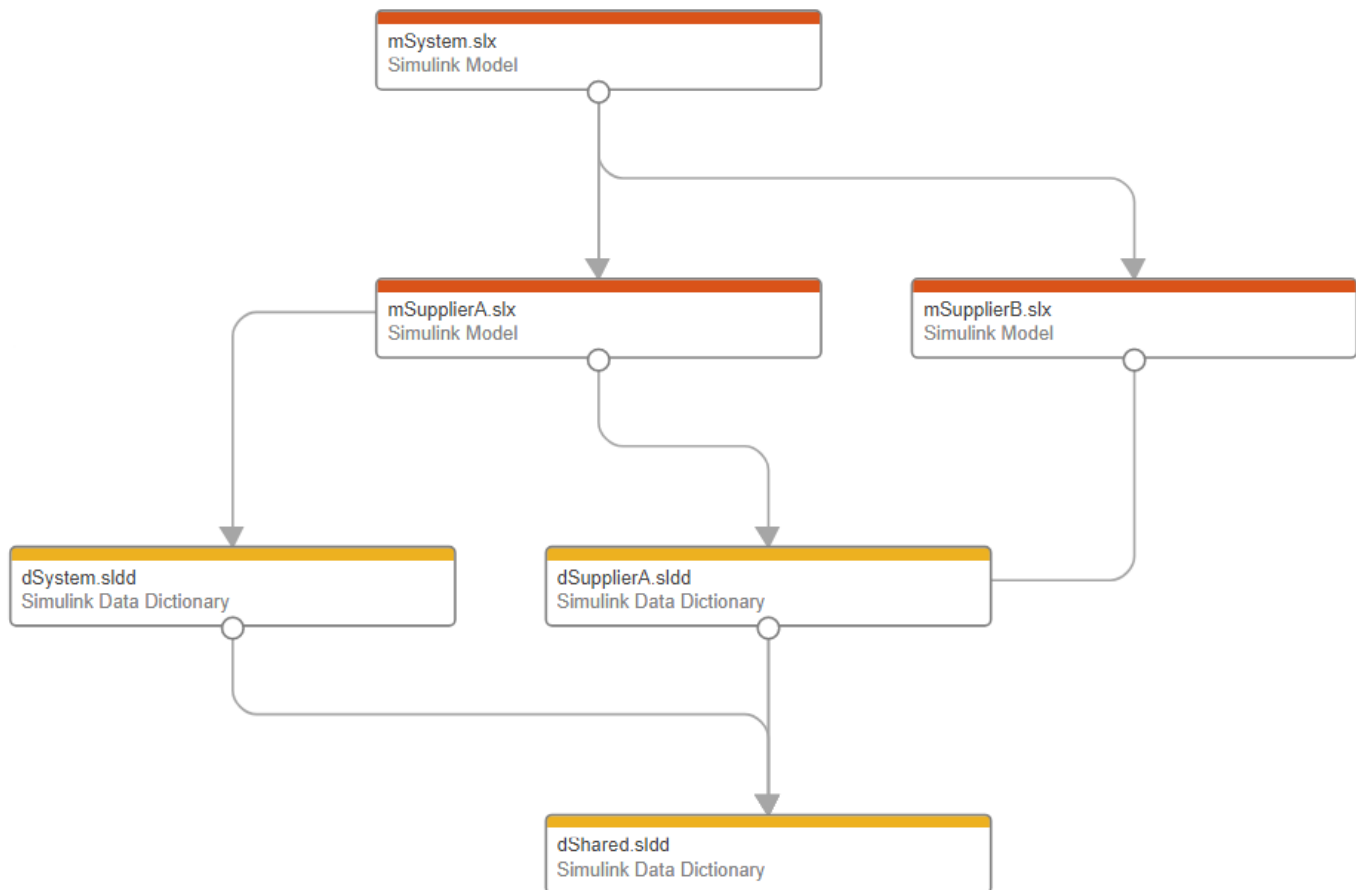 mSystem.slx
Simulink Model
mSupplierA.slx
Simulink Model
mSupplierB.slx
Simulink Model
dSystem.sldd
Simulink Data Dictionary
dSupplierA.sldd
Simulink Data Dictionary
dShared.sldd
Simulink Data Dictionary